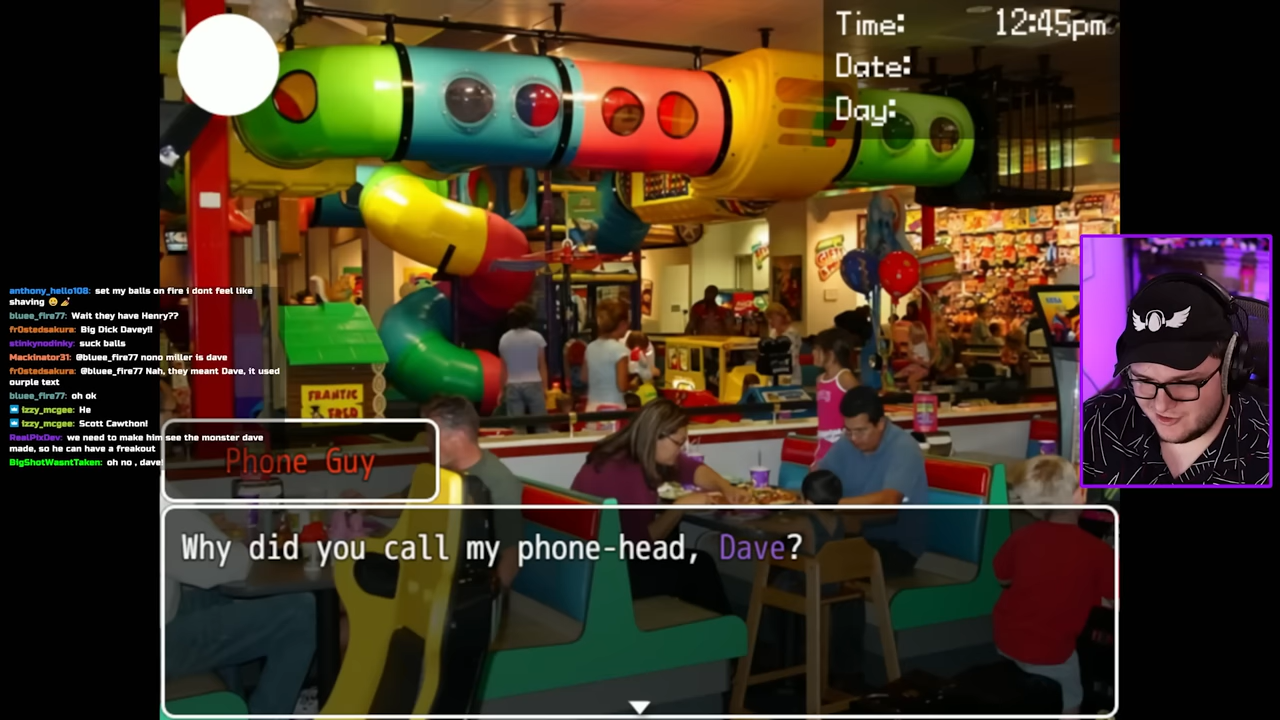 Time: 12:45pm
Date:
Day:
anthony_hello108: set my balls on fire i dont feel like
shaving 😩 🪒
bluee_fire77: Wait they have Henry??
fr0stedsakura: Big Dick Davey!!
stinkynodinky: suck balls
Mackinator31: @bluee_fire77 nono miller is dave
fr0stedsakura: @bluee_fire77 Nah, they meant Dave, it used
ourple text
bluee_fire77: oh ok
izzy_mcgee: He
izzy_mcgee: Scott Cawthon!
RealPixDev: we need to make him see the monster dave
made, so he can have a freakout
BigShotWasntTaken: oh no , dave
FRANTIC
Phone Guy
Why did you call my phone-head, Dave?